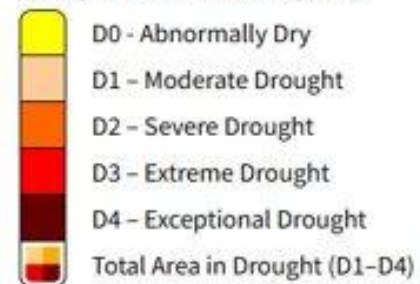 D0 - Abnormally Dry
D1 – Moderate Drought
D2 – Severe Drought
D3 – Extreme Drought
D4 – Exceptional Drought
Total Area in Drought (D1–D4)